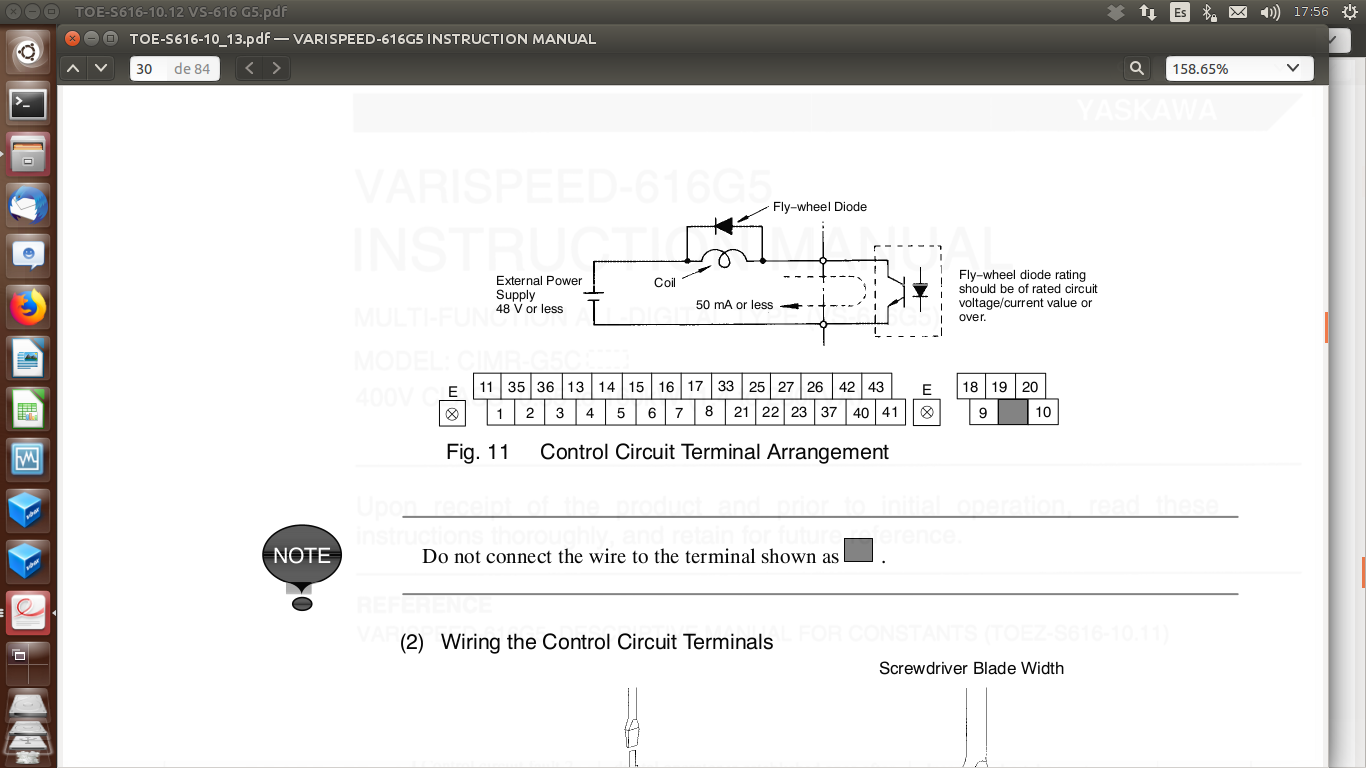 TOE-S616-10.12 VS-616 G5.pdf
Es
17:56
TOE-S616-10_13.pdf — VARISPEED-616G5 INSTRUCTION MANUAL
30 de 84
158.65%
YASKAWA
VARISPEED-616G5
INSTRUCTION MANUAL
MULTI-FUNCTION ALL-DIGITAL TYPE (VS-616G5)
MODEL: CIMR-G5C
400V
Fly-wheel Diode
External Power
Supply
48 V or less
Coil
50 mA or less
Fly-wheel diode rating
should be of rated circuit
voltage/current value or
over.
E 11 35 36 13 14 15 16 17 33 25 27 26 42 43 E 18 19 20
1 2 3 4 5 6 7 8 21 22 23 37 40 41 9 10
Fig. 11 Control Circuit Terminal Arrangement
Upon receipt of the product and prior to initial operation, read these
instructions thoroughly, and retain for future reference.
NOTE
Do not connect the wire to the terminal shown as .
REFERENCE
VARISPEED-616G5 DESCRIPTIVE MANUAL FOR CONSTANTS (TOEZ-S616-10.11)
(2) Wiring the Control Circuit Terminals
Screwdriver Blade Width